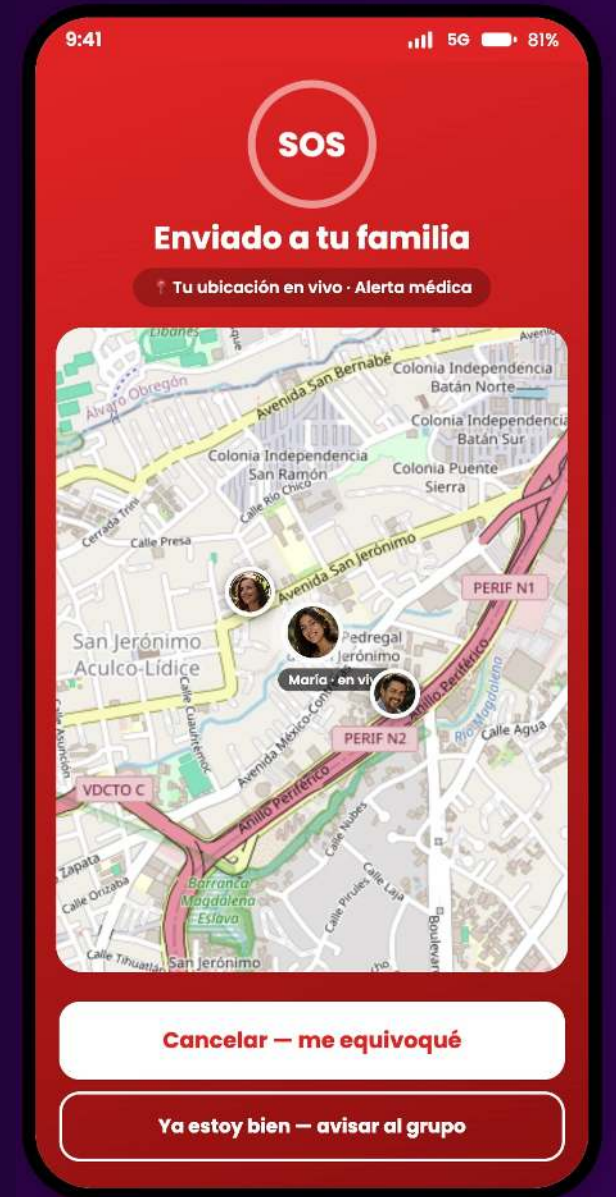 9:41
5G 81%
SOS
Enviado a tu familia
Tu ubicación en vivo · Alerta médica
Libanés
Avenida San Bernabé
Colonia Independencia
Batán Norte
Álvaro Obregón
Colonia Independencia
Batán Sur
Colonia Independencia
San Ramón
Colonia Puente
Sierra
Calle Río Chico
Cerrada Trini
Calle Presa
Avenida San Jerónimo
PERIF N1
San Jerónimo
Aculco-Lídice
Pedregal
Jerónimo
María · en viv
Anillo Periférico
Río Magdalena
Calle Cuauhtémoc
Calle Asunción
Avenida México-Con
PERIF N2
Calle Agua
VDCTO C
Anillo Periférico
Calle Nubes
Zapata
Calle Orizaba
Barranca
Magdalena
Eslava
Calle Laja
Calle Pirules
Boulevar
Calle Tihuatlán
San Jerónimo
Cancelar — me equivoqué
Ya estoy bien — avisar al grupo